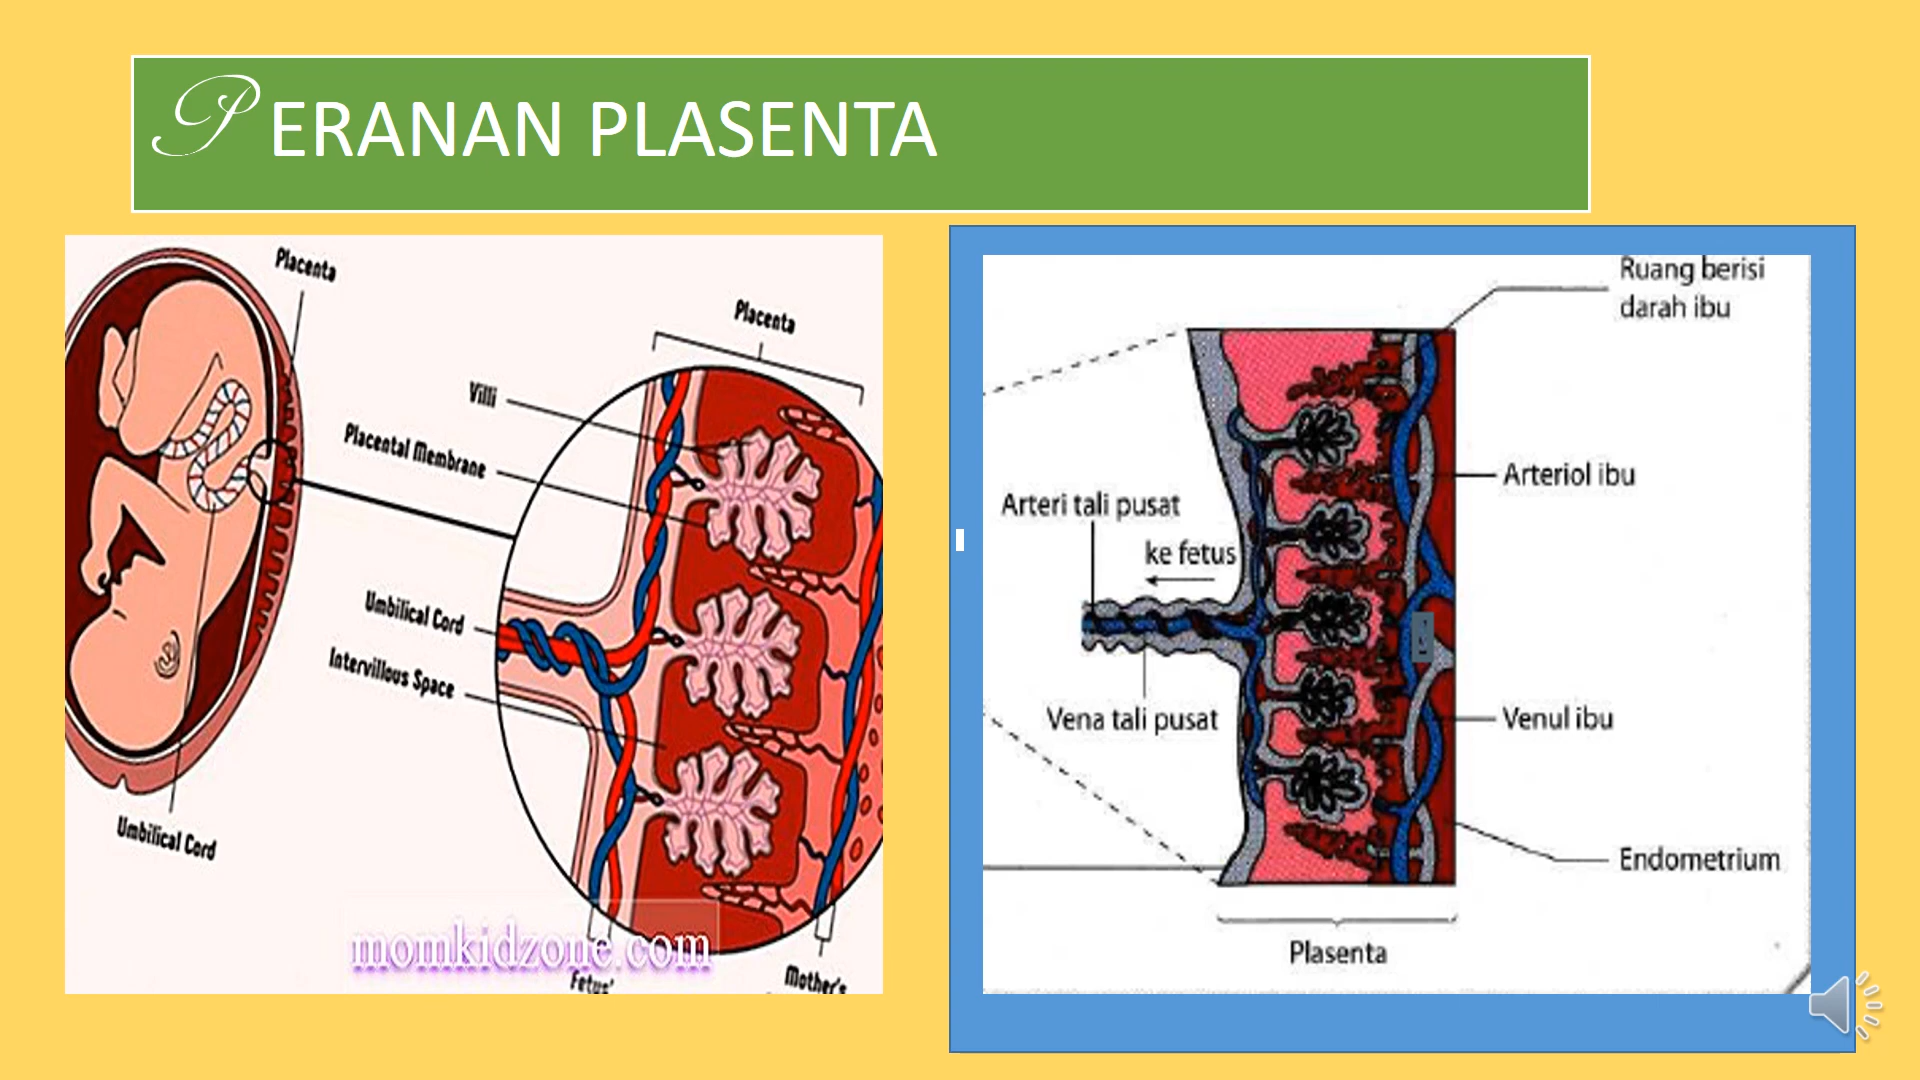 PERANAN PLASENTA
Placenta
Placenta
Villi
Placental Membrane
Umbilical Cord
Intervillous Space
Umbilical Cord
momkidzone.com
Fetus'
Mother's
Ruang berisi
darah ibu
Arteriol ibu
Arteri tali pusat
ke fetus
Vena tali pusat
Venul ibu
Endometrium
Plasenta